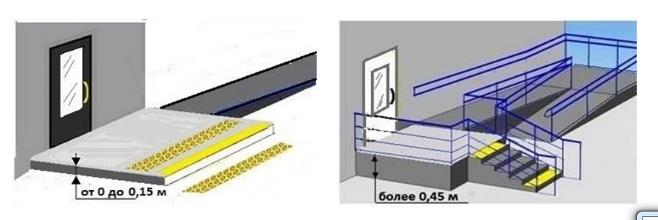 от 0 до 0,15 м
более 0,45 м